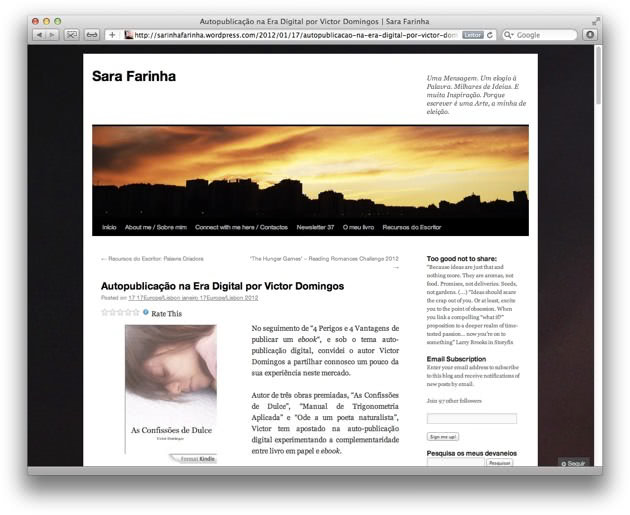 Autopublicação na Era Digital por Victor Domingos | Sara Farinha
http://sarinhafarinha.wordpress.com/2012/01/17/autopublicacao-na-era-digital-por-victor-dom
Leitor
Google
Sara Farinha
Uma Mensagem. Um elogio à
Palavra. Milhares de Ideias. E
muita Inspiração. Porque
escrever é uma Arte, a minha de
eleição.
Início About me / Sobre mim Connect with me here / Contactos Newsletter 37 O meu livro Recursos do Escritor
← Recursos do Escritor: Palavra Criadora
"The Hunger Games" – Reading Romances Challenge 2012
→
Autopublicação na Era Digital por Victor Domingos
Posted on 17 17Europe/Lisbon janeiro 17Europe/Lisbon 2012
Rate This
As Confissões de Dulce
Victor Domingos
Formato Kindle
No seguimento de "4 Perigos e 4 Vantagens de
publicar um ebook", e sob o tema auto-
publicação digital, convidei o autor Victor
Domingos a partilhar connosco um pouco da
sua experiência neste mercado.
Autor de três obras premiadas, "As Confissões
de Dulce", "Manual de Trigonometria
Aplicada" e "Ode a um poeta naturalista",
Victor tem apostado na auto-publicação
digital experimentando a complementaridade
entre livro em papel e ebook.
Too good not to share:
"Because ideas are just that and
nothing more. They are aromas, not
food. Promises, not deliveries. Seeds,
not gardens. (…) "Ideas should scare
the crap out of you. Or at least, excite
you to the point of obsession. When
you link a compelling "what if?"
proposition to a deeper realm of time-
tested passion… now you're on to
something" Larry Brooks in Storyfix
Email Subscription
Enter your email address to subscribe
to this blog and receive notifications of
new posts by email.
Join 97 other followers
Sign me up!
Pesquisa os meus devaneios
Pesquisar
Seguir